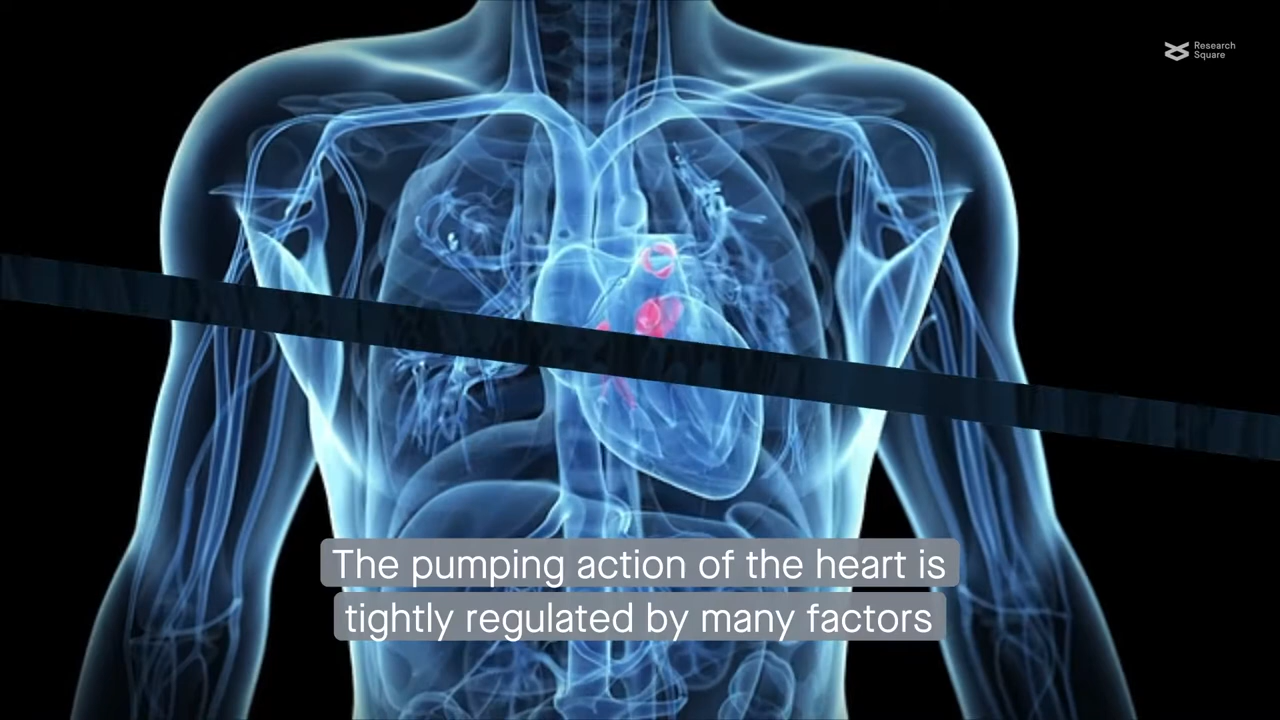 Research
Square
The pumping action of the heart is
tightly regulated by many factors